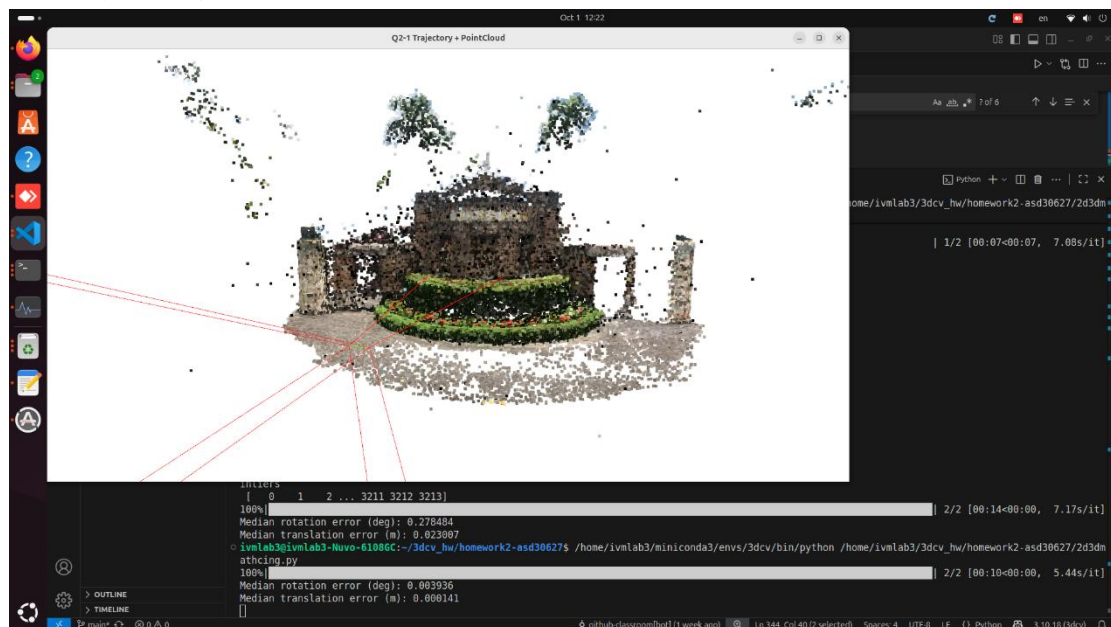 Oct 1 12:22
en
Q2-1 Trajectory + PointCloud
Aa ab, .* ? of 6
Python
home/ivmlab3/3dcv_hw/homework2-asd30627/2d3dm
| 1/2 [00:07<00:07, 7.08s/it]
inliers
[ 0 1 2 ... 3211 3212 3213]
100%| | 2/2 [00:14<00:00, 7.17s/it]
Median rotation error (deg): 0.278484
Median translation error (m): 0.023007
ivmlab3@ivmlab3-Nuvo-6108GC:~/3dcv_hw/homework2-asd30627$ /home/ivmlab3/miniconda3/envs/3dcv/bin/python /home/ivmlab3/3dcv_hw/homework2-asd30627/2d3dm
athcing.py
100%| | 2/2 [00:10<00:00, 5.44s/it]
Median rotation error (deg): 0.003936
Median translation error (m): 0.000141
> OUTLINE
> TIMELINE
main* 0 0 github-classroom[bot] (1 week ago) Ln 344, Col 40 (2 selected) Spaces: 4 UTF-8 LF {} Python 3.10.18 (3dcv)